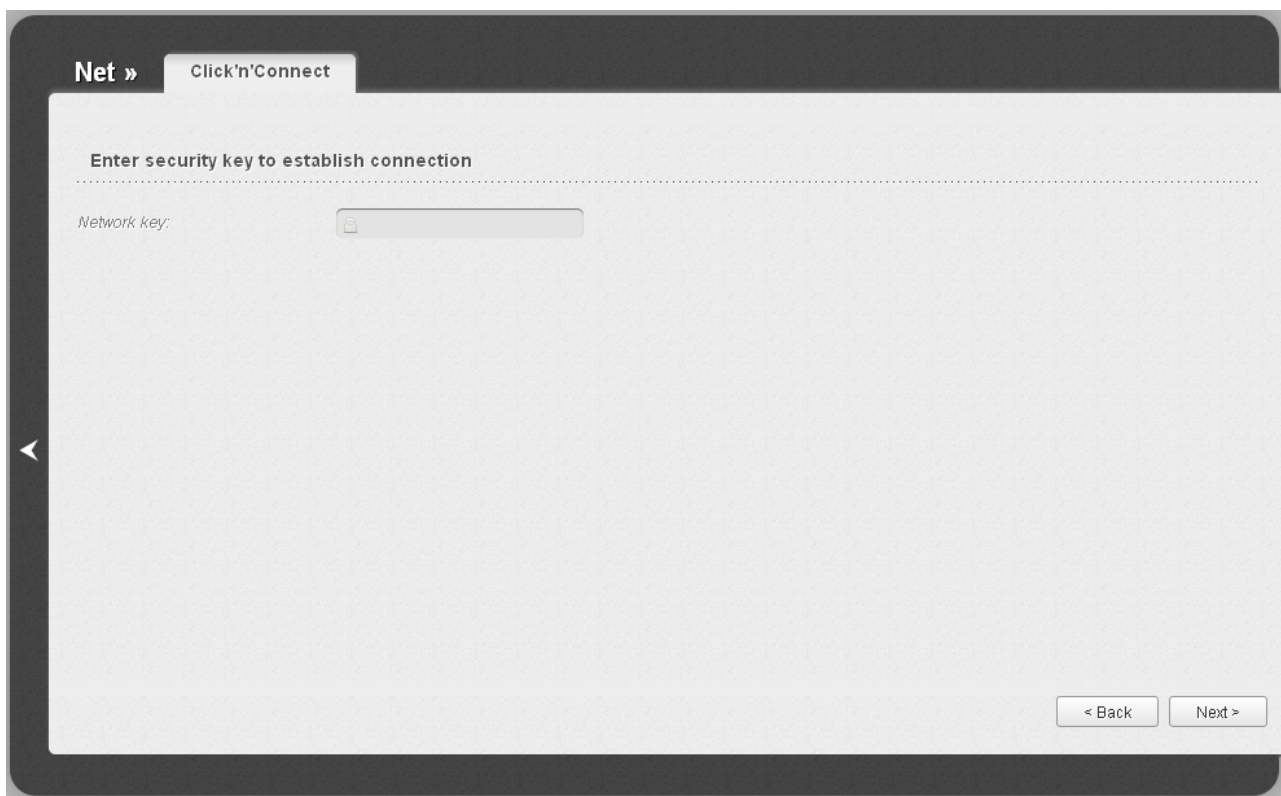 Net »
Click'n'Connect
Enter security key to establish connection
Network key:
< Back
Next >